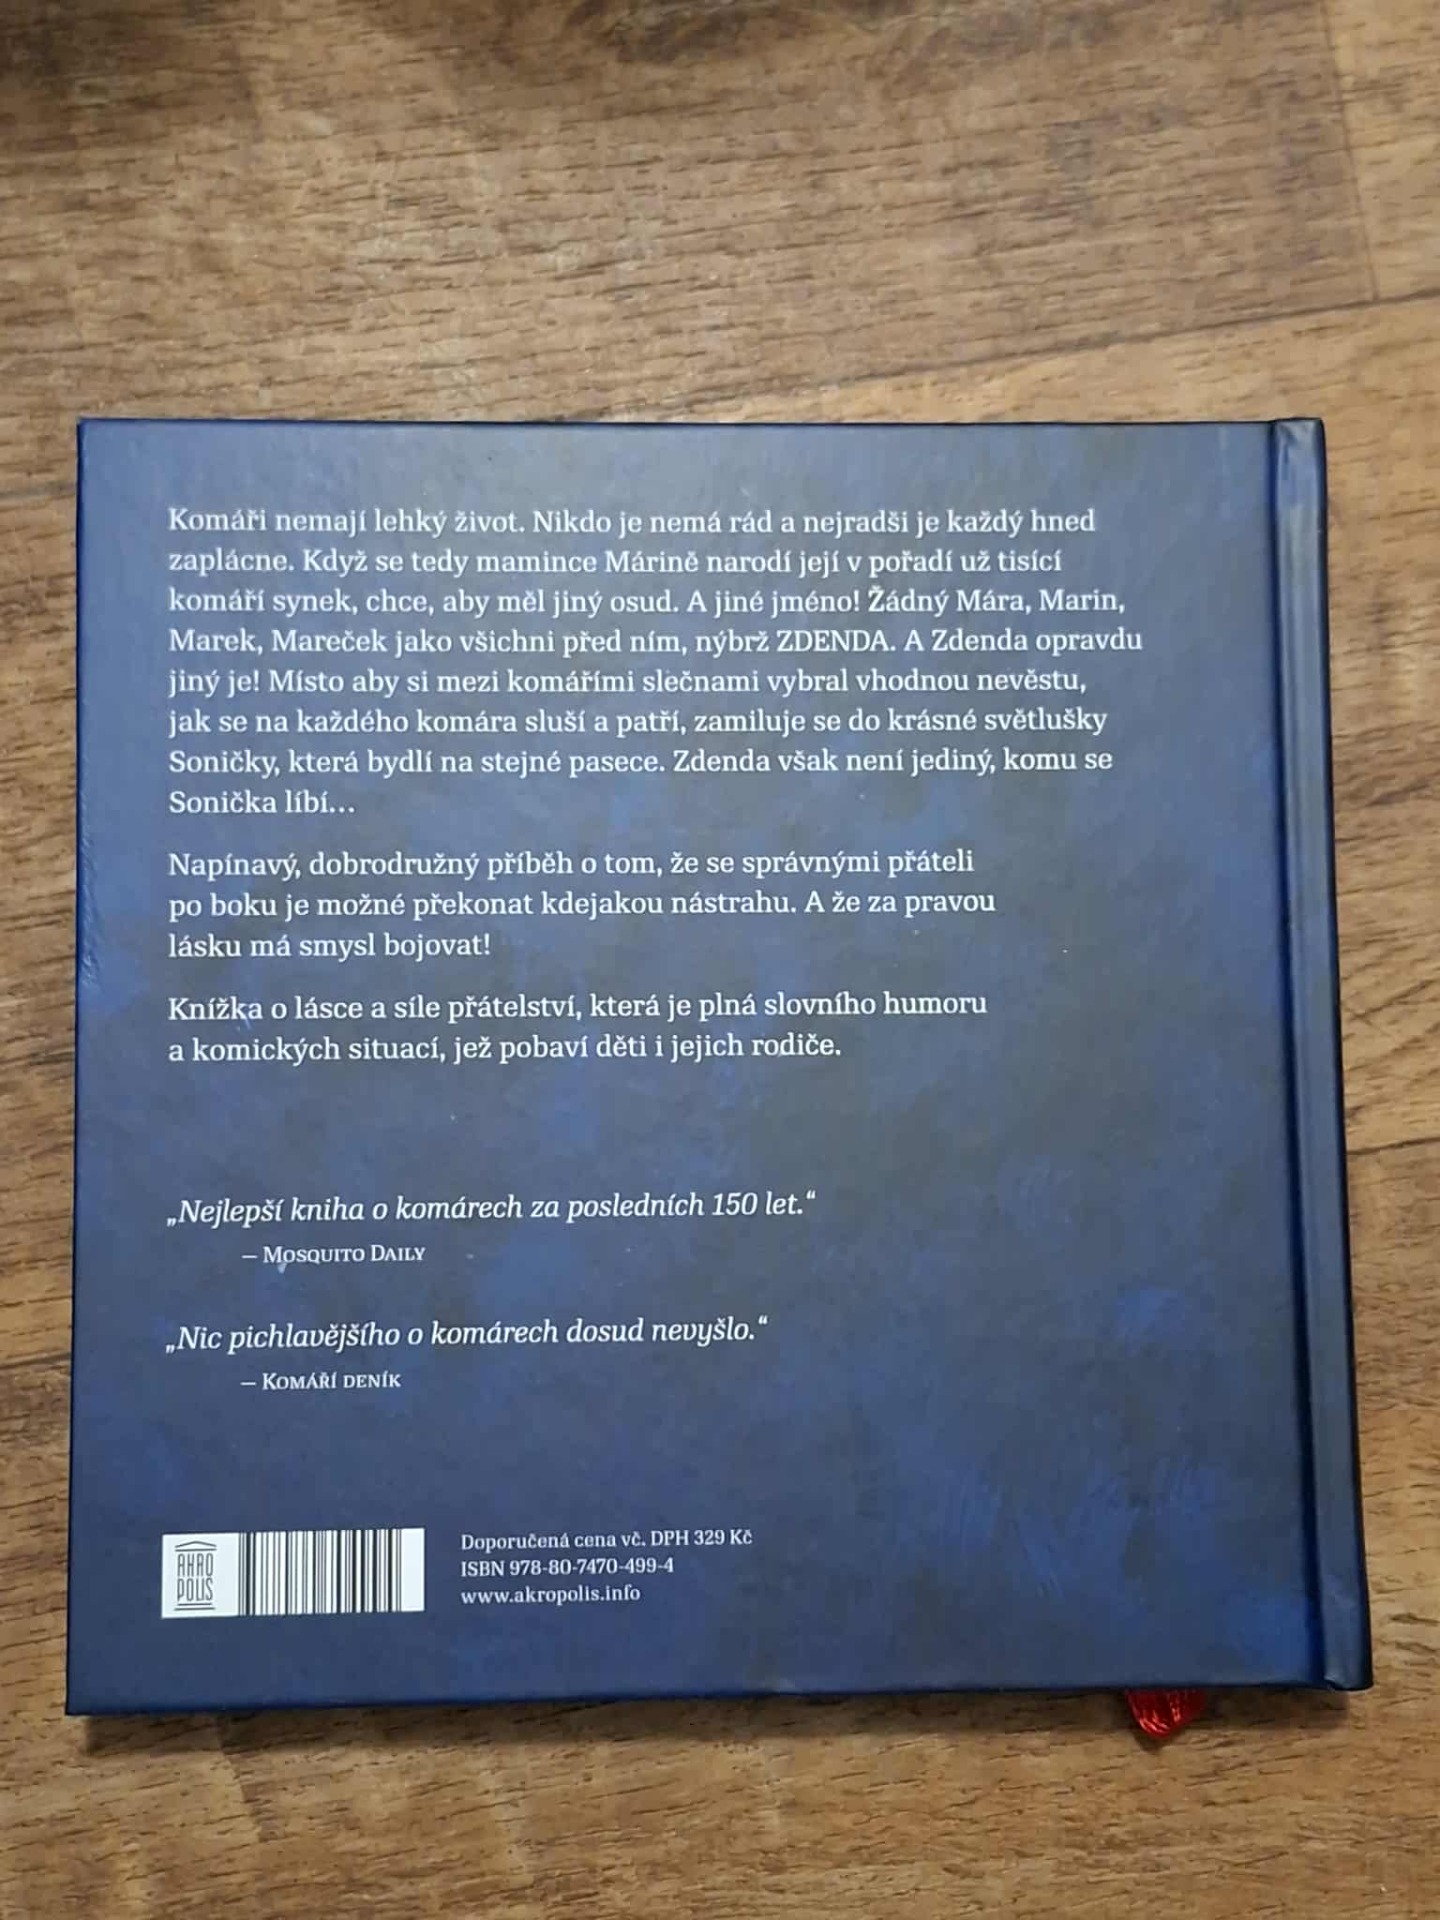 Komáři nemají lehký život. Nikdo je nemá rád a nejradši je každý hned
zaplácne. Když se tedy mamince Márině narodí její v pořadí už tisící
komáří synek, chce, aby měl jiný osud. A jiné jméno! Žádný Mára, Marin,
Marek, Mareček jako všichni před ním, nýbrž ZDENDA. A Zdenda opravdu
jiný je! Místo aby si mezi komářími slečnami vybral vhodnou nevěstu,
jak se na každého komára sluší a patří, zamiluje se do krásné světlušky
Soničky, která bydlí na stejné pasece. Zdenda však není jediný, komu se
Sonička líbí...
Napínavý, dobrodružný příběh o tom, že se správnými přáteli
po boku je možné překonat kdejakou nástrahu. A že za pravou
lásku má smysl bojovat!
Knížka o lásce a síle přátelství, která je plná slovního humoru
a komických situací, jež pobaví děti i jejich rodiče.
„Nejlepší kniha o komárech za posledních 150 let.“
— Mosquito Daily
„Nic pichlavějšího o komárech dosud nevyšlo.“
— Komáří deník
AKRO
POLIS
Doporučená cena vč. DPH 329 Kč
ISBN 978-80-7470-499-4
www.akropolis.info